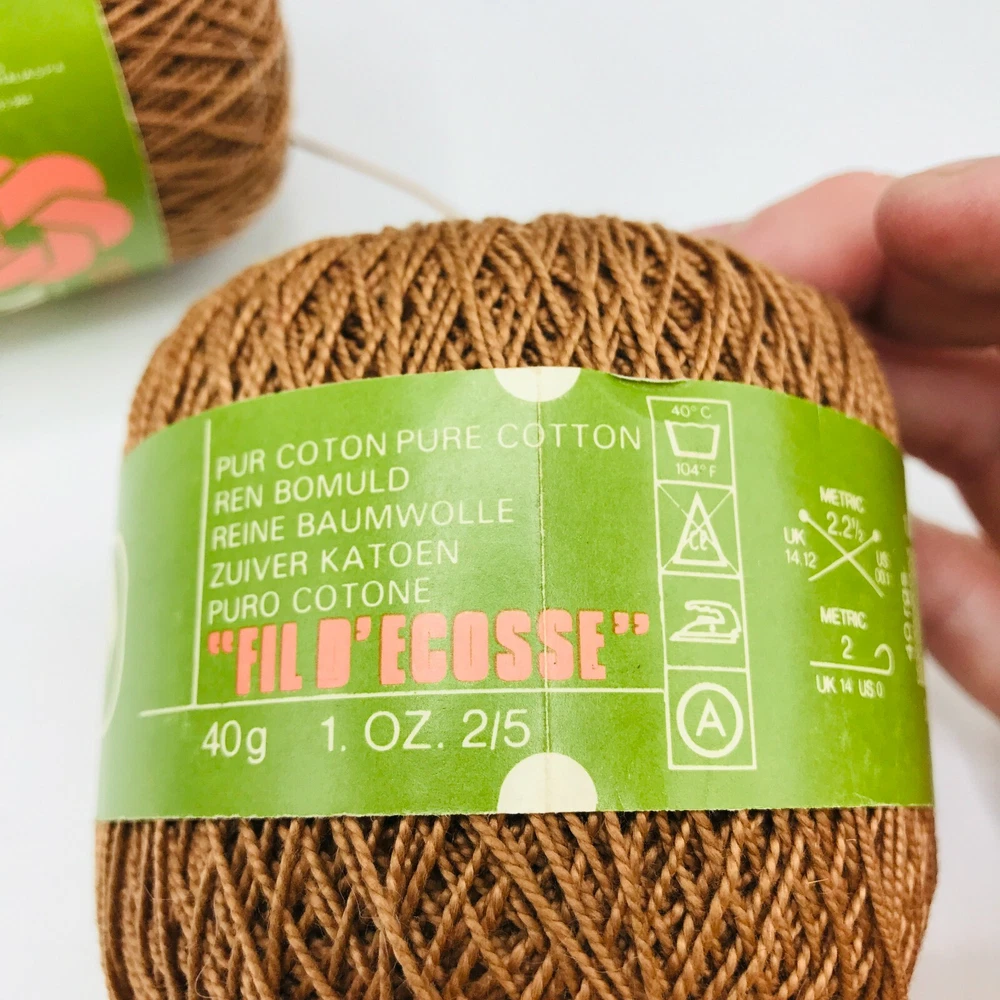 PUR COTON PURE COTTON
REN BOMULD
REINE BAUMWOLLE
ZUIVER KATOEN
PURO COTONE
"FIL D'ECOSSE"
40g 1. OZ. 2/5
40°C
104°F
CL
A
METRIC
2.2½
UK
14.12
US
METRIC
2
UK 14 US 0